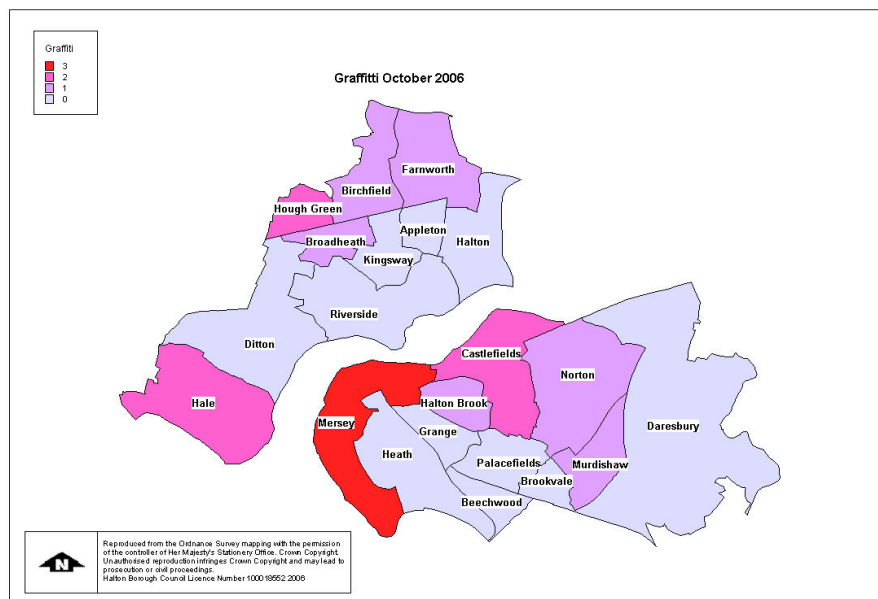 Graffiti
3
2
1
0
Graffitti October 2006
Farnworth
Birchfield
Hough Green
Appleton
Broadheath
Halton
Kingsway
Riverside
Ditton
Castlefields
Norton
Hale
Halton Brook
Mersey
Daresbury
Grange
Heath
Palacefields
Murdishaw
Brookvale
Beechwood
N
Reproduced from the Ordnance Survey mapping with the permission
of the controller of Her Majesty's Stationery Office. Crown Copyright.
Unauthorised reproduction infringes Crown Copyright and may lead to
prosecution or civil proceedings.
Halton Borough Council Licence Number 100018552 2006